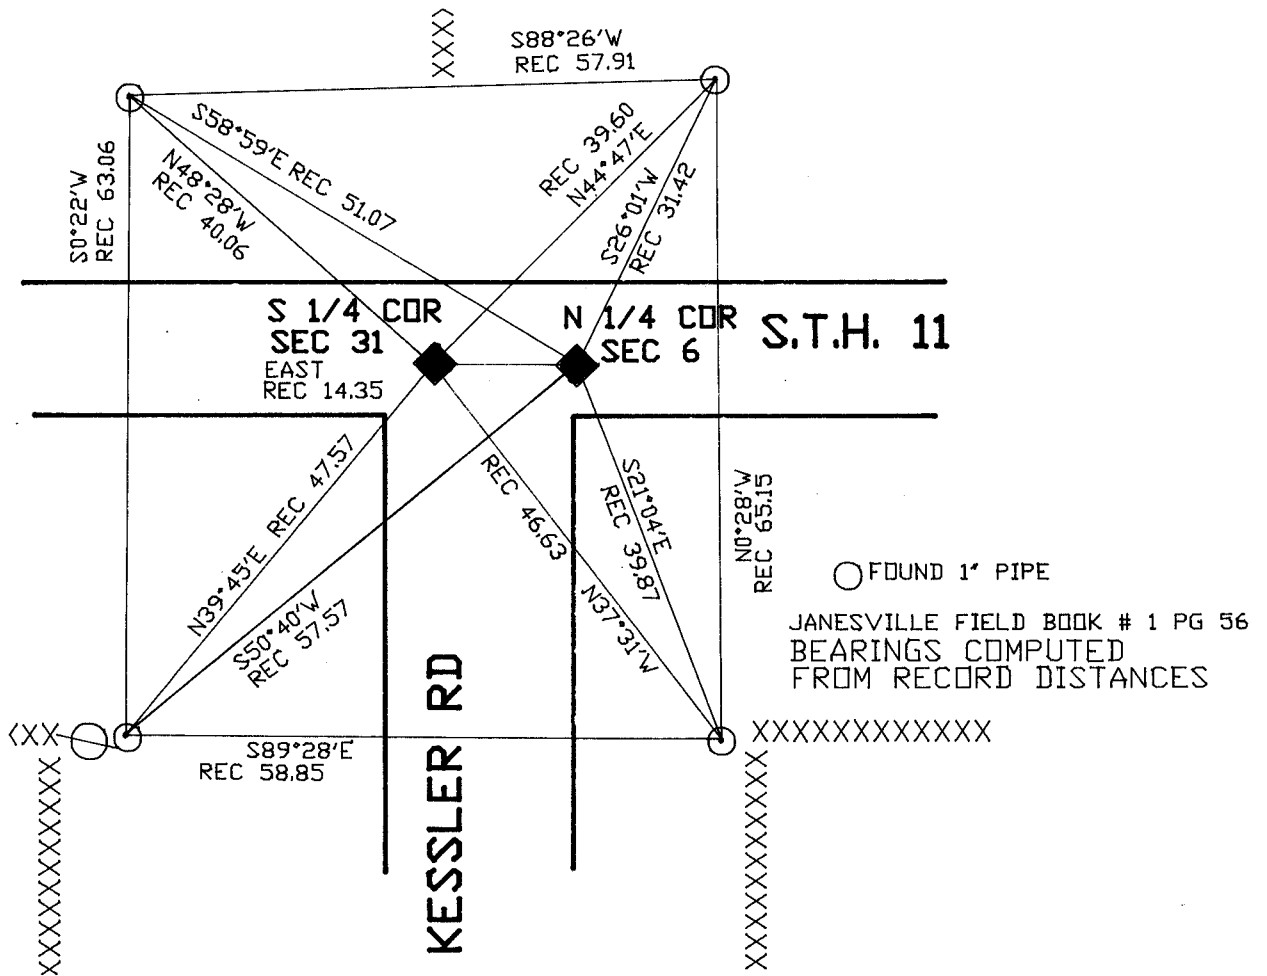 S88°26'W
REC 57.91
S58°59'E REC 51.07
N48°28'W
REC 40.06
REC 39.60
N44°47'E
S26°01'W
REC 31.42
S0°22'W
REC 63.06
S 1/4 COR
SEC 31
N 1/4 COR
SEC 6
S.T.H. 11
EAST
REC 14.35
N39°45'E REC 47.57
S50°40'W
REC 57.57
REC 46.63
N37°31'W
S21°04'E
REC 39.87
N0°28'W
REC 65.15
FOUND 1" PIPE
JANESVILLE FIELD BOOK # 1 PG 56
BEARINGS COMPUTED
FROM RECORD DISTANCES
S89°28'E
REC 58.85
KESSLER RD